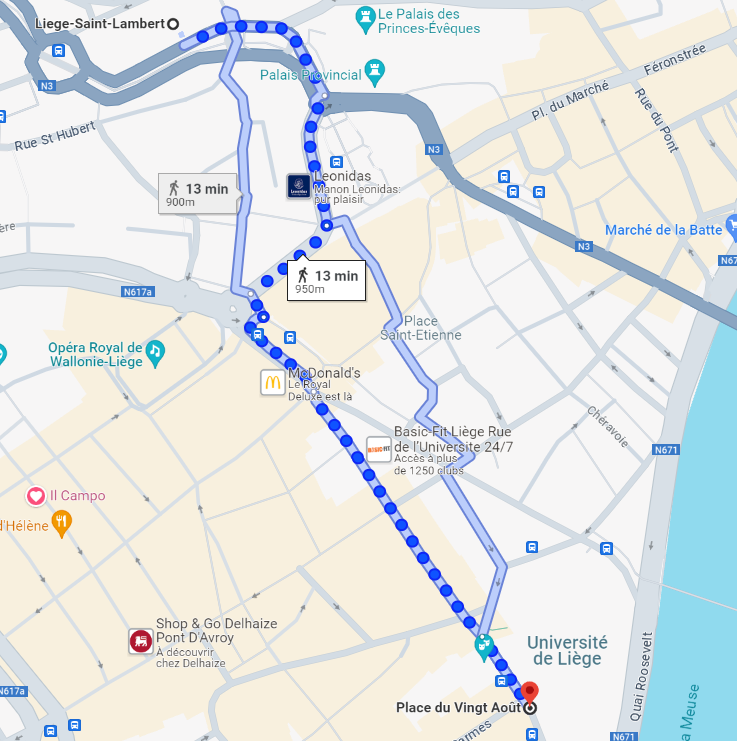 Le Palais des
Princes-Évêques
Liege-Saint-Lambert
Féronstrée
Palais Provincial
N3
Pl. du Marché
Rue du Pont
Rue St Hubert
N3
Leonidas
Manon Leonidas:
pur plaisir
13 min
900m
Marché de la Batte
N3
N67
13 min
950m
N617a
Place
Saint-Etienne
Opéra Royal de
Wallonie-Liège
McDonald's
Le Royal
Deluxe est là
Chéravoie
Basic-Fit Liège Rue
de l'Universite 24/7
Accès à plus
de 1250 clubs
N671
Il Campo
d'Hélène
Shop & Go Delhaize
Pont D'Avroy
À découvrir
chez Delhaize
Université
de Liège
Quai Roosevelt
N617a
Place du Vingt Août
a Meuse
N671